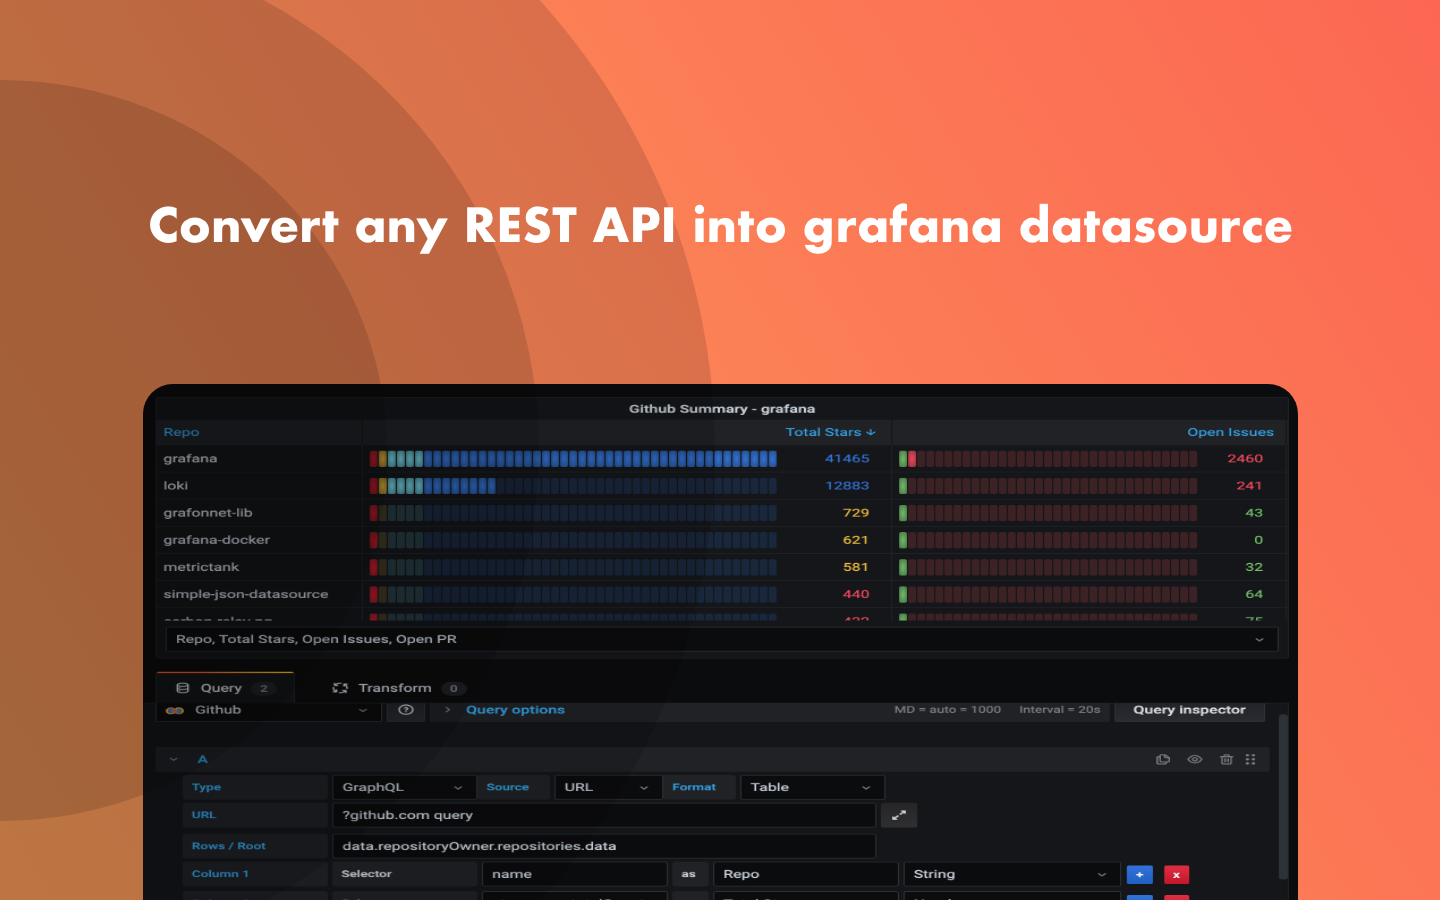 Convert any REST API into grafana datasource
Github Summary - grafana
Repo Total Stars Open Issues
grafana 41465 2460
loki 12883 241
grafonnet-lib 729 43
grafana-docker 621 0
metrictank 581 32
simple-json-datasource 440 64
Repo, Total Stars, Open Issues, Open PR
Query 2 Transform 0
Github ? > Query options MD = auto = 1000 Interval = 20s Query inspector
A
Type GraphQL Source URL Format Table
URL ?github.com query
Rows / Root data.repositoryOwner.repositories.data
Column 1 Selector name as Repo String + x